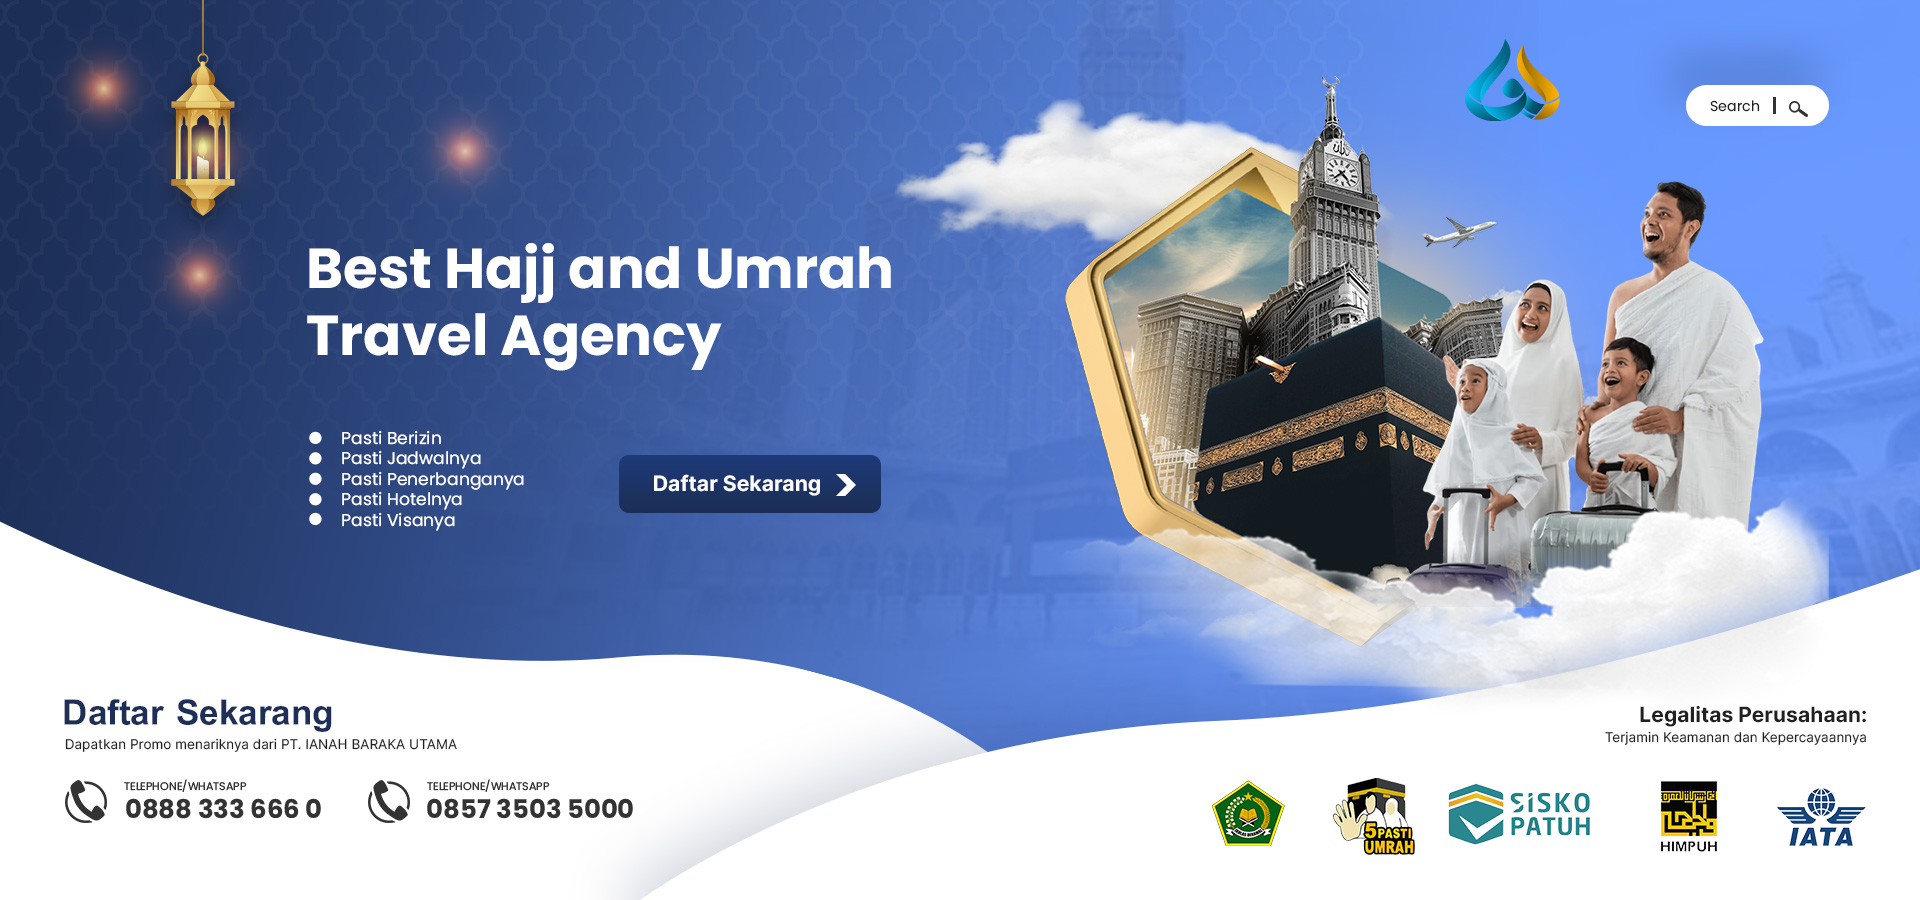 Search
Best Hajj and Umrah
Travel Agency
Pasti Berizin
Pasti Jadwalnya
Pasti Penerbanganya
Pasti Hotelnya
Pasti Visanya
Daftar Sekarang
Daftar Sekarang
Dapatkan Promo menariknya dari PT. IANAH BARAKA UTAMA
TELEPHONE/WHATSAPP
0888 333 666 0
TELEPHONE/WHATSAPP
0857 3503 5000
Legalitas Perusahaan:
Terjamin Keamanan dan Kepercayaannya
5 PASTI
UMRAH
SISKO
PATUH
HIMPUH
IATA